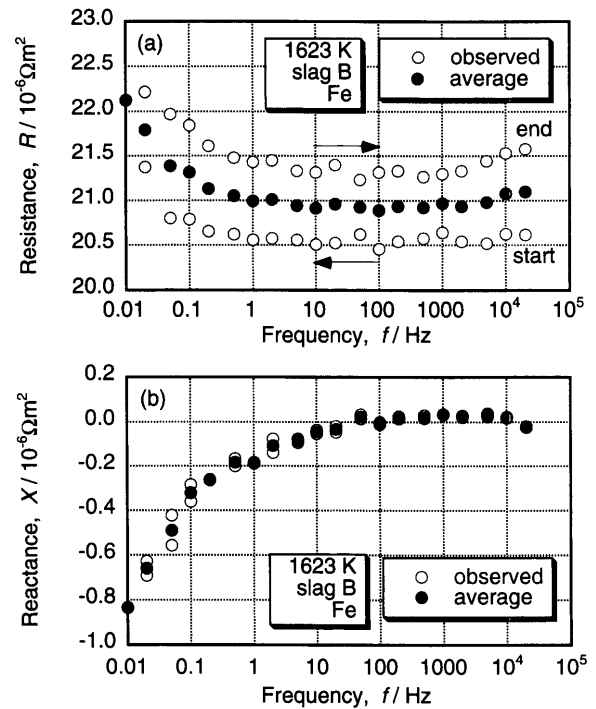 23.0
(a)
1623 K
slag B
Fe
observed
average
22.5
22.0
21.5
21.0
20.5
20.0
end
start
Resistance, R / 10⁻⁶Ωm²
0.01 0.1 1 10 100 1000 10⁴ 10⁵
Frequency, f / Hz
0.2
(b)
0.0
-0.2
-0.4
-0.6
-0.8
-1.0
Reactance, X / 10⁻⁶Ωm²
1623 K
slag B
Fe
observed
average
0.01 0.1 1 10 100 1000 10⁴ 10⁵
Frequency, f / Hz